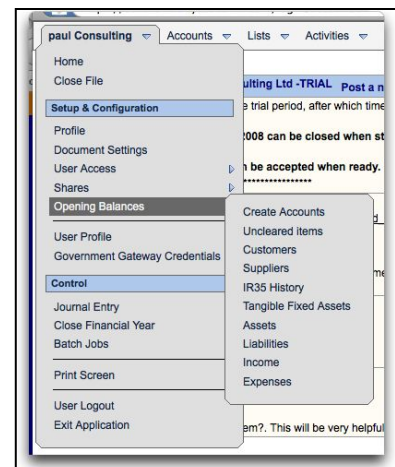 paul Consulting Accounts Lists Activities
Home
Close File
Setup & Configuration
Profile
Document Settings
User Access
Shares
Opening Balances
User Profile
Government Gateway Credentials
Control
Journal Entry
Close Financial Year
Batch Jobs
Print Screen
User Logout
Exit Application
Create Accounts
Uncleared items
Customers
Suppliers
IR35 History
Tangible Fixed Assets
Assets
Liabilities
Income
Expenses
ulting Ltd -TRIAL Post a n
e trial period, after which time
2008 can be closed when st
be accepted when ready.
****************
em?. This will be very helpful